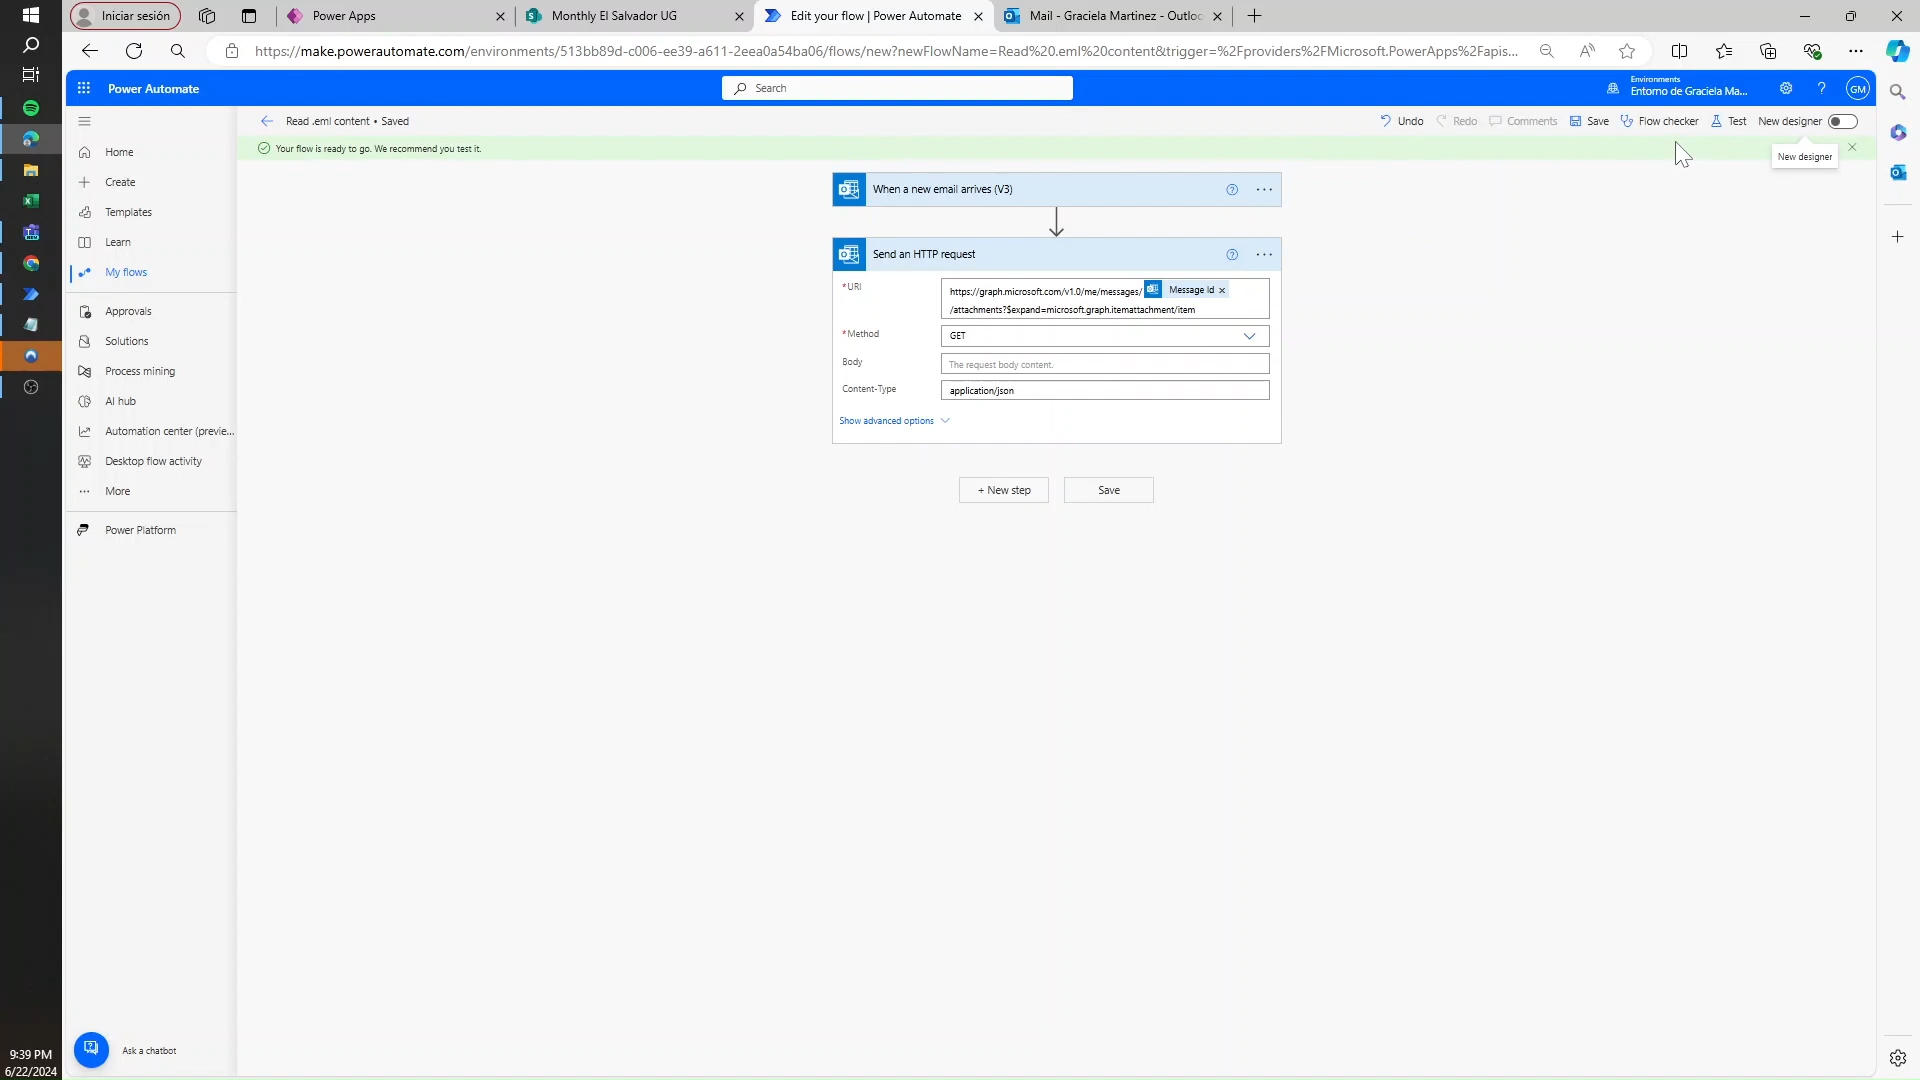 Iniciar sesión
Power Apps
Monthly El Salvador UG
Edit your flow | Power Automate
Mail - Graciela Martinez - Outloc
https://make.powerautomate.com/environments/513bb89d-c006-ee39-a611-2eea0a54ba06/flows/new?newFlowName=Read%20.eml%20content&trigger=%2Fproviders%2FMicrosoft.PowerApps%2Fapis...
Power Automate
Search
Environments
Entorno de Graciela Ma...
GM
Read .eml content • Saved
Undo
Redo
Comments
Save
Flow checker
Test
New designer
Your flow is ready to go. We recommend you test it.
New designer
Home
Create
Templates
Learn
My flows
Approvals
Solutions
Process mining
AI hub
Automation center (previe...
Desktop flow activity
More
Power Platform
When a new email arrives (V3)
Send an HTTP request
*URI
https://graph.microsoft.com/v1.0/me/messages/ Message Id
/attachments?$expand=microsoft.graph.itemattachment/item
*Method
GET
Body
The request body content.
Content-Type
application/json
Show advanced options
+ New step
Save
Ask a chatbot
9:39 PM
6/22/2024